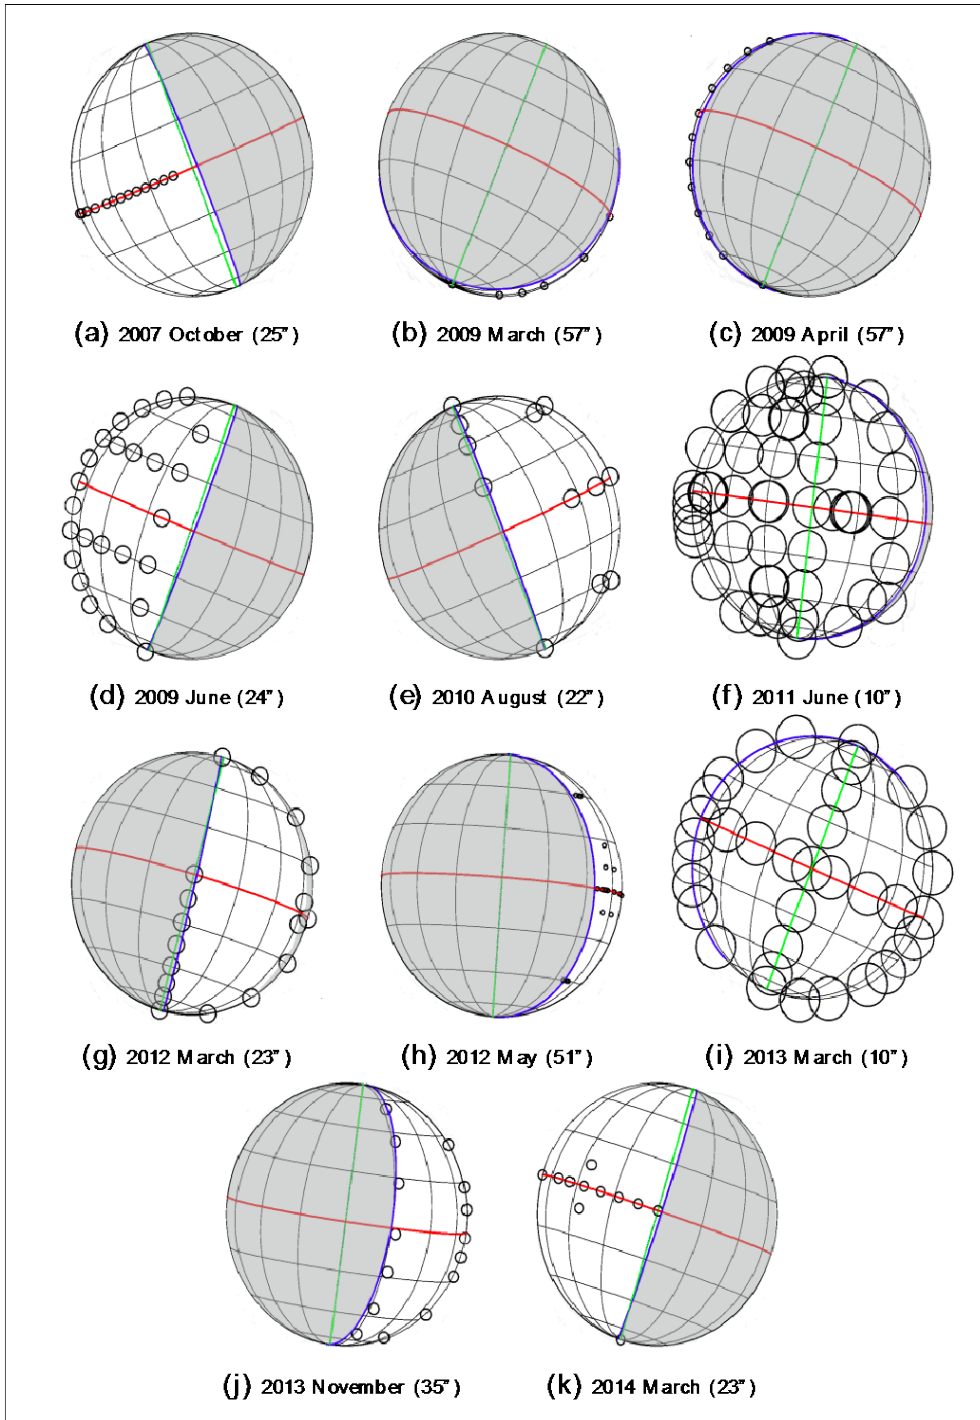 (a) 2007 October (25")
(b) 2009 March (57")
(c) 2009 April (57")
(d) 2009 June (24")
(e) 2010 August (22")
(f) 2011 June (10")
(g) 2012 March (23")
(h) 2012 May (51")
(i) 2013 March (10")
(j) 2013 November (35")
(k) 2014 March (23")